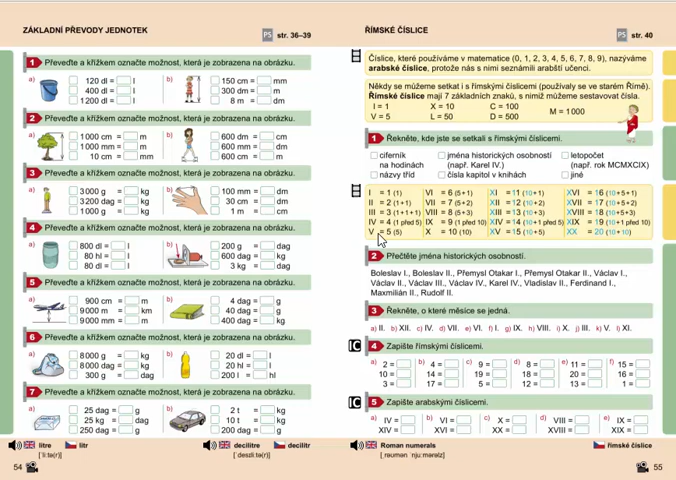 ZÁKLADNÍ PŘEVODY JEDNOTEK
PS str. 36–39
1 Převeďte a křížkem označte možnost, která je zobrazena na obrázku.
a) 120 dl = l
400 dl = l
1 200 dl = l
b) 150 cm = mm
300 dm = m
8 m = dm
2 Převeďte a křížkem označte možnost, která je zobrazena na obrázku.
a) 1 000 cm = m
1 000 mm = m
10 cm = mm
b) 600 dm = cm
600 mm = dm
600 cm = dm
3 Převeďte a křížkem označte možnost, která je zobrazena na obrázku.
a) 3 000 g = kg
3 200 dag = kg
1 000 g = kg
b) 100 mm = dm
30 cm = dm
1 m = cm
4 Převeďte a křížkem označte možnost, která je zobrazena na obrázku.
a) 800 dl = l
80 hl = l
80 dl = l
b) 200 g = dag
600 dag = kg
3 kg = dag
5 Převeďte a křížkem označte možnost, která je zobrazena na obrázku.
a) 900 cm = m
9 000 m = km
9 000 mm = m
b) 4 dag = g
40 dag = g
400 dag = kg
6 Převeďte a křížkem označte možnost, která je zobrazena na obrázku.
a) 8 000 g = kg
8 000 dag = kg
300 g = dag
b) 20 dl = l
20 hl = l
200 l = hl
7 Převeďte a křížkem označte možnost, která je zobrazena na obrázku.
a) 25 dag = g
25 kg = dag
250 dag = g
b) 2 t = kg
10 t = kg
200 dag = g
litre litr
[ˈliːtə(r)]
decilitre decilitr
[ˈdesɪliːtə(r)]
54
ŘÍMSKÉ ČÍSLICE
PS str. 40
Číslice, které používáme v matematice (0, 1, 2, 3, 4, 5, 6, 7, 8, 9), nazýváme
arabské číslice, protože nás s nimi seznámili arabští učenci.
Někdy se můžeme setkat i s římskými číslicemi (používaly se ve starém Římě).
Římské číslice mají 7 základních znaků, s nimiž můžeme sestavovat čísla.
I = 1 X = 10 C = 100 M = 1 000
V = 5 L = 50 D = 500
1 Řekněte, kde jste se setkali s římskými číslicemi.
ciferník na hodinách
jména historických osobností (např. Karel IV.)
letopočet (např. rok MCMXCIX)
názvy tříd
čísla kapitol v knihách
jiné
I = 1 (1) VI = 6 (5+1) XI = 11 (10+1) XVI = 16 (10+5+1)
II = 2 (1+1) VII = 7 (5+2) XII = 12 (10+2) XVII = 17 (10+5+2)
III = 3 (1+1+1) VIII = 8 (5+3) XIII = 13 (10+3) XVIII = 18 (10+5+3)
IV = 4 (1 před 5) IX = 9 (1 před 10) XIV = 14 (10+1 před 5) XIX = 19 (10+1 před 10)
V = 5 (5) X = 10 (10) XV = 15 (10+5) XX = 20 (10+10)
2 Přečtěte jména historických osobností.
Boleslav I., Boleslav II., Přemysl Otakar I., Přemysl Otakar II., Václav I.,
Václav II., Václav III., Václav IV., Karel IV., Vladislav II., Ferdinand I.,
Maxmilián II., Rudolf II.
3 Řekněte, o které měsíce se jedná.
a) II. b) XII. c) IV. d) VII. e) VI. f) I. g) IX. h) VIII. i) X. j) III. k) V. l) XI.
4 Zapište římskými číslicemi.
a) 2 = b) 4 = c) 9 = d) 8 = e) 11 = f) 15 =
10 = 14 = 19 = 18 = 20 = 16 =
3 = 17 = 5 = 12 = 13 = 1 =
5 Zapište arabskými číslicemi.
a) IV = b) VI = c) X = d) VIII = e) IX =
XIV = XVI = XX = XVIII = XIX =
Roman numerals římské číslice
55